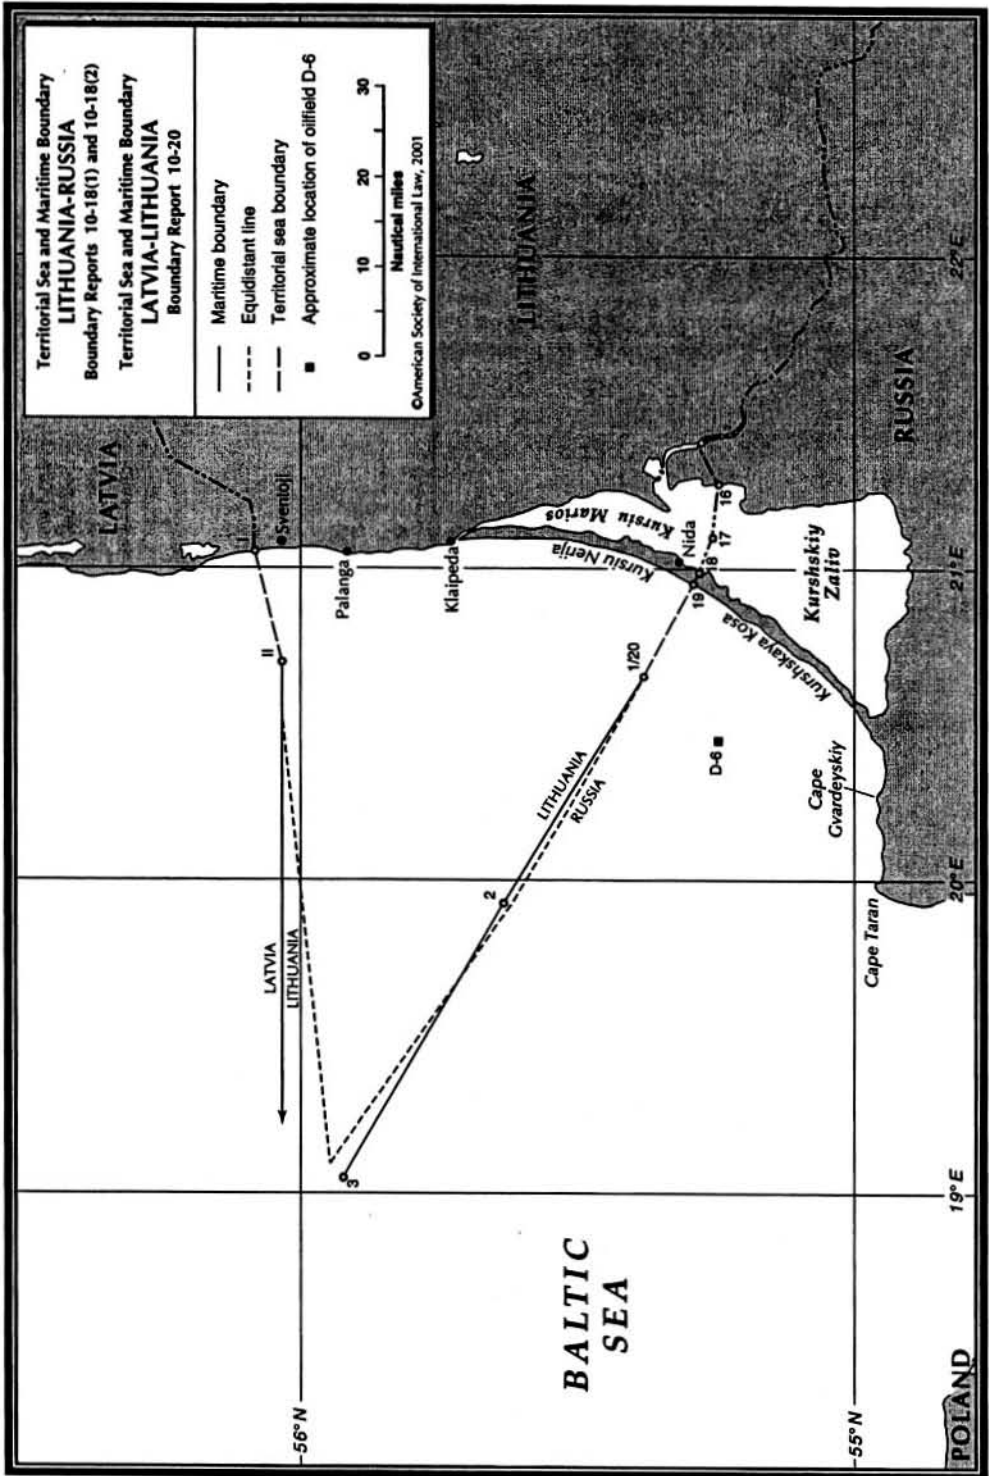 Territorial Sea and Maritime Boundary
LITHUANIA-RUSSIA
Boundary Reports 10-18(1) and 10-18(2)
Territorial Sea and Maritime Boundary
LATVIA-LITHUANIA
Boundary Report 10-20
Maritime boundary
Equidistant line
Territorial sea boundary
Approximate location of oilfield D-6
0 10 20 30
Nautical miles
©American Society of International Law, 2001
LATVIA
I
Sventoji
II
Palanga
Klaipeda
LATVIA
LITHUANIA
56°N
LITHUANIA
Kursiu Marios
Kursiu Nerija
Nida
16
17
18
19
1/20
LITHUANIA
RUSSIA
2
3
D-6
Kurshskaya Kosa
Kurshskiy
Zaliv
RUSSIA
Cape
Gvardeyskiy
Cape Taran
BALTIC
SEA
55°N
POLAND
19°E
20°E
21°E
22°E